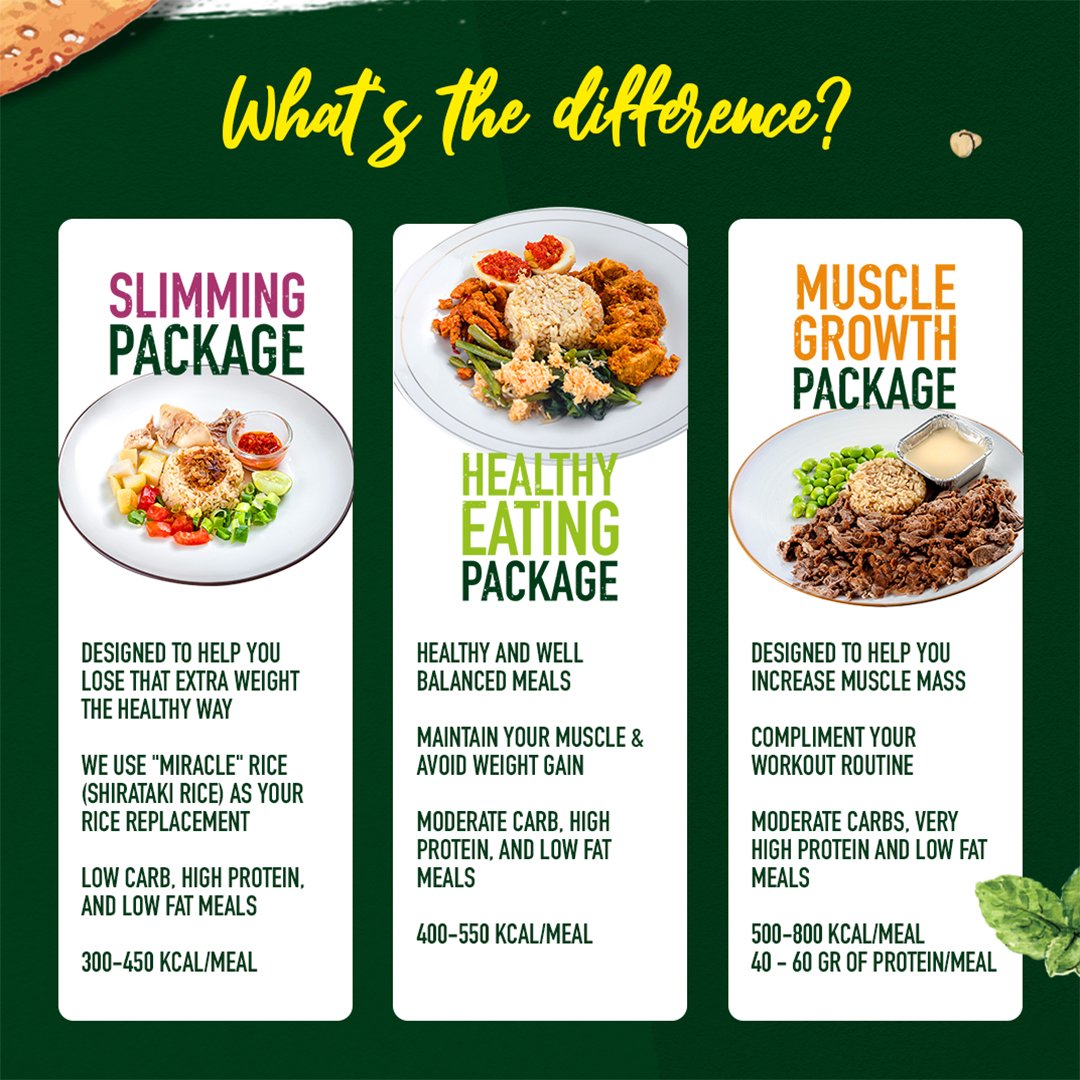 What's the difference?
SLIMMING
PACKAGE
DESIGNED TO HELP YOU
LOSE THAT EXTRA WEIGHT
THE HEALTHY WAY
WE USE "MIRACLE" RICE
(SHIRATAKI RICE) AS YOUR
RICE REPLACEMENT
LOW CARB, HIGH PROTEIN,
AND LOW FAT MEALS
300-450 KCAL/MEAL
HEALTHY
EATING
PACKAGE
HEALTHY AND WELL
BALANCED MEALS
MAINTAIN YOUR MUSCLE &
AVOID WEIGHT GAIN
MODERATE CARB, HIGH
PROTEIN, AND LOW FAT
MEALS
400-550 KCAL/MEAL
MUSCLE
GROWTH
PACKAGE
DESIGNED TO HELP YOU
INCREASE MUSCLE MASS
COMPLIMENT YOUR
WORKOUT ROUTINE
MODERATE CARBS, VERY
HIGH PROTEIN AND LOW FAT
MEALS
500-800 KCAL/MEAL
40 - 60 GR OF PROTEIN/MEAL